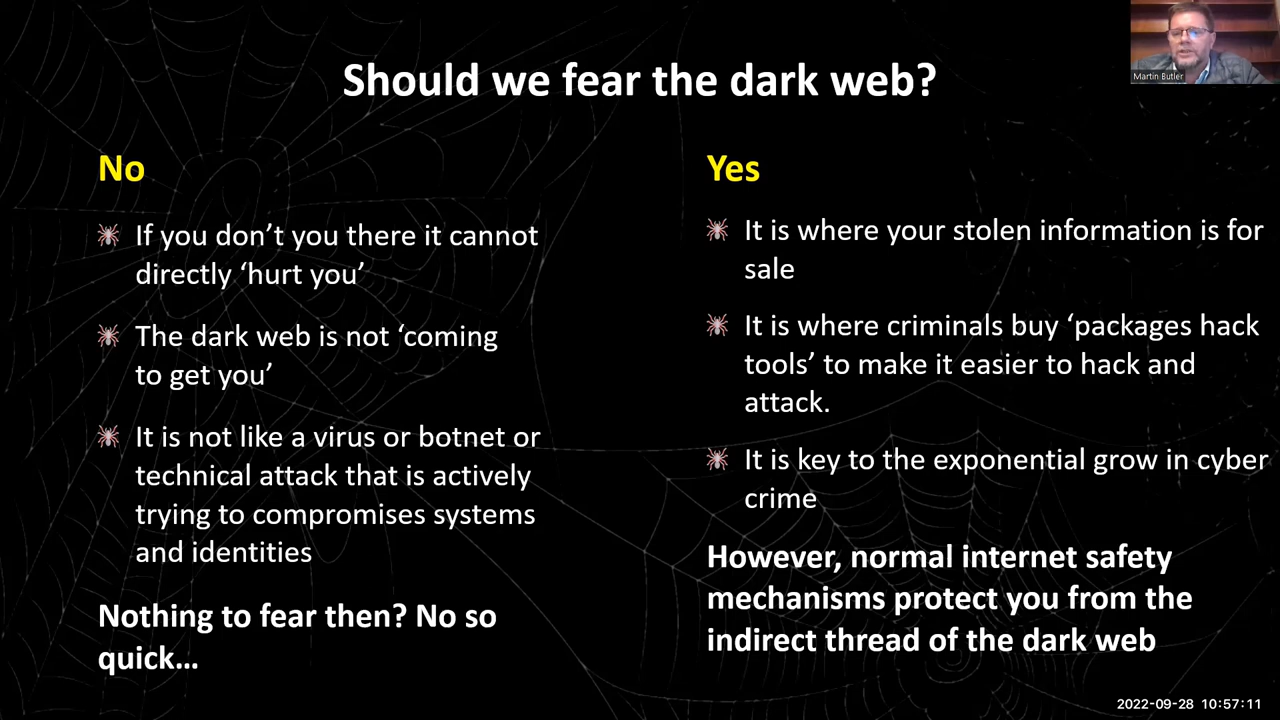 Martin Butler
Should we fear the dark web?
No
If you don’t you there it cannot
directly ‘hurt you’
The dark web is not ‘coming
to get you’
It is not like a virus or botnet or
technical attack that is actively
trying to compromises systems
and identities
Nothing to fear then? No so
quick…
Yes
It is where your stolen information is for
sale
It is where criminals buy ‘packages hack
tools’ to make it easier to hack and
attack.
It is key to the exponential grow in cyber
crime
However, normal internet safety
mechanisms protect you from the
indirect thread of the dark web
2022-09-28 10:57:11